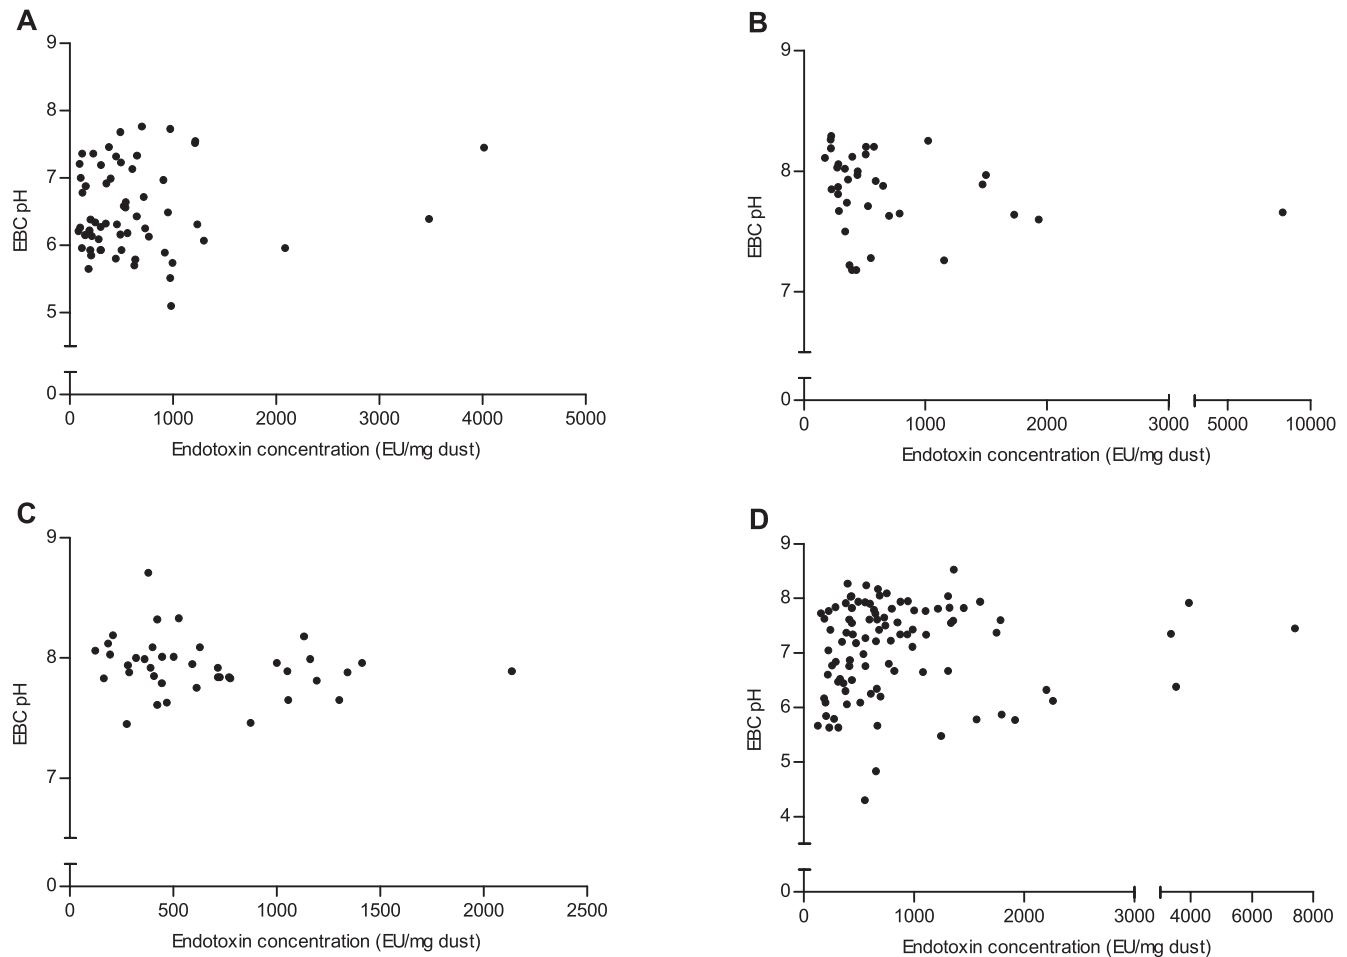 A
9
8
7
6
5
0
EBC pH
0 1000 2000 3000 4000 5000
Endotoxin concentration (EU/mg dust)
B
9
8
7
0
EBC pH
0 1000 2000 3000 5000 10000
Endotoxin concentration (EU/mg dust)
C
9
8
7
0
EBC pH
0 500 1000 1500 2000 2500
Endotoxin concentration (EU/mg dust)
D
9
8
7
6
5
4
0
EBC pH
0 1000 2000 3000 4000 6000 8000
Endotoxin concentration (EU/mg dust)